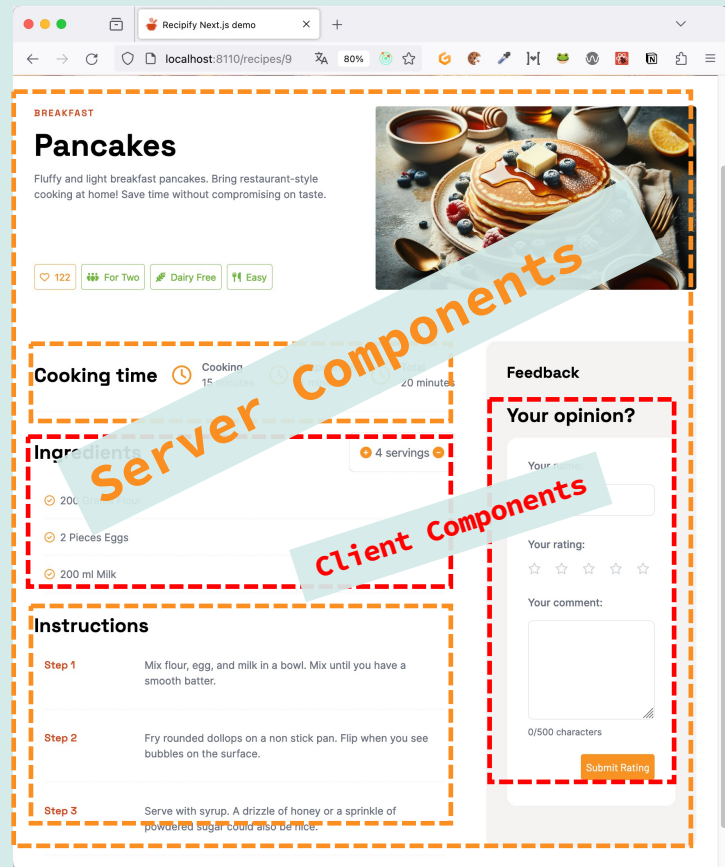 Recipify Next.js demo
localhost:8110/recipes/9
80%
BREAKFAST
Pancakes
Fluffy and light breakfast pancakes. Bring restaurant-style
cooking at home! Save time without compromising on taste.
122
For Two
Dairy Free
Easy
Server Components
Cooking time
Cooking
15 minutes
20 minutes
Ingredients
4 servings
200
2 Pieces Eggs
200 ml Milk
Client Components
Instructions
Step 1
Mix flour, egg, and milk in a bowl. Mix until you have a
smooth batter.
Step 2
Fry rounded dollops on a non stick pan. Flip when you see
bubbles on the surface.
Step 3
Serve with syrup. A drizzle of honey or a sprinkle of
powdered sugar could also be nice.
Feedback
Your opinion?
Your name:
Your rating:
Your comment:
0/500 characters
Submit Rating